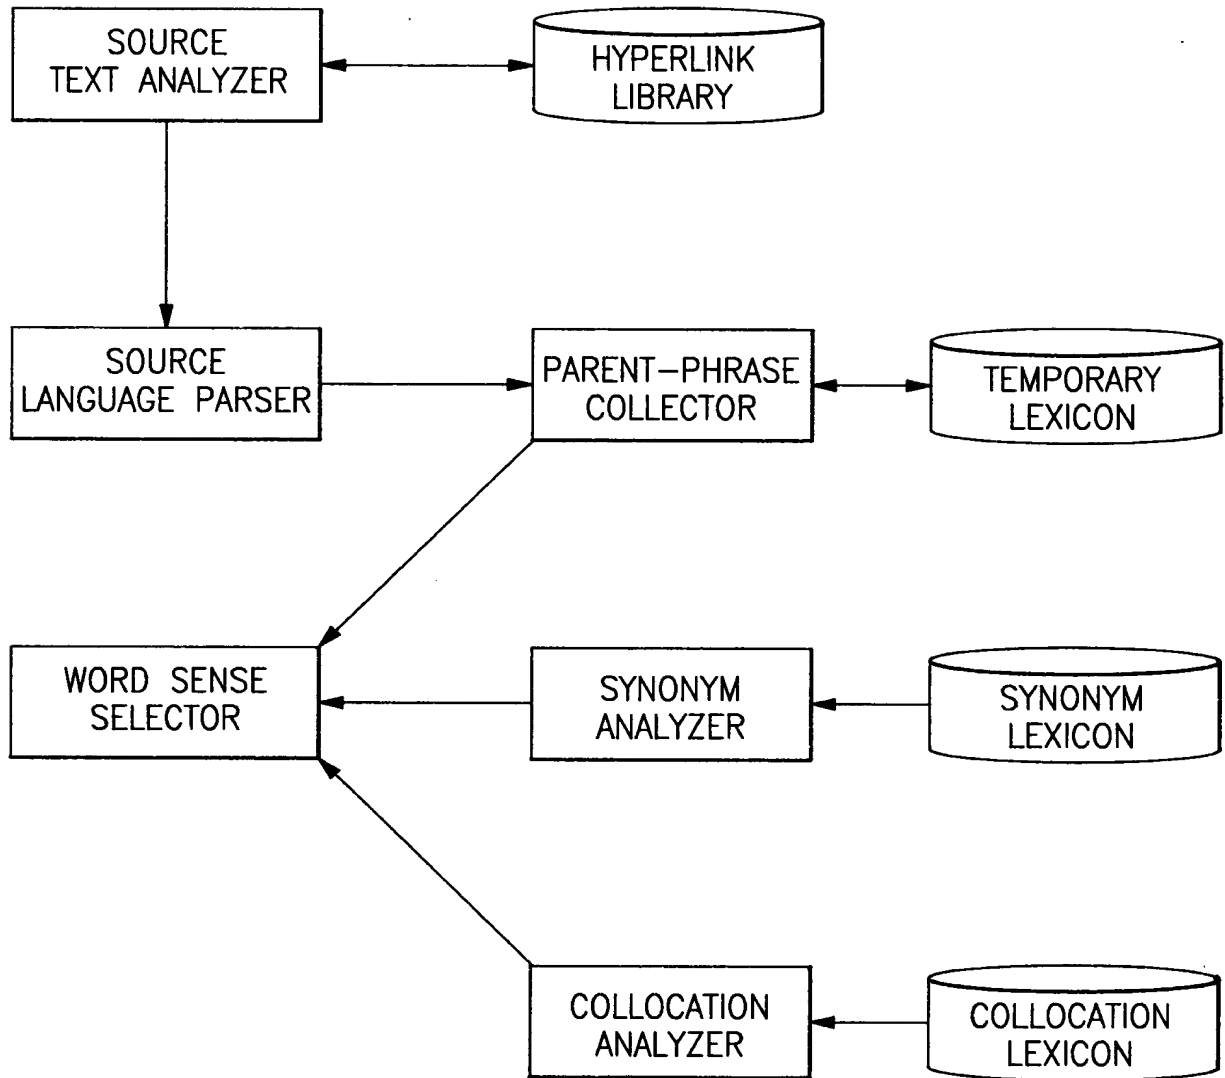 SOURCE
TEXT ANALYZER
HYPERLINK
LIBRARY
SOURCE
LANGUAGE PARSER
PARENT-PHRASE
COLLECTOR
TEMPORARY
LEXICON
WORD SENSE
SELECTOR
SYNONYM
ANALYZER
SYNONYM
LEXICON
COLLOCATION
ANALYZER
COLLOCATION
LEXICON